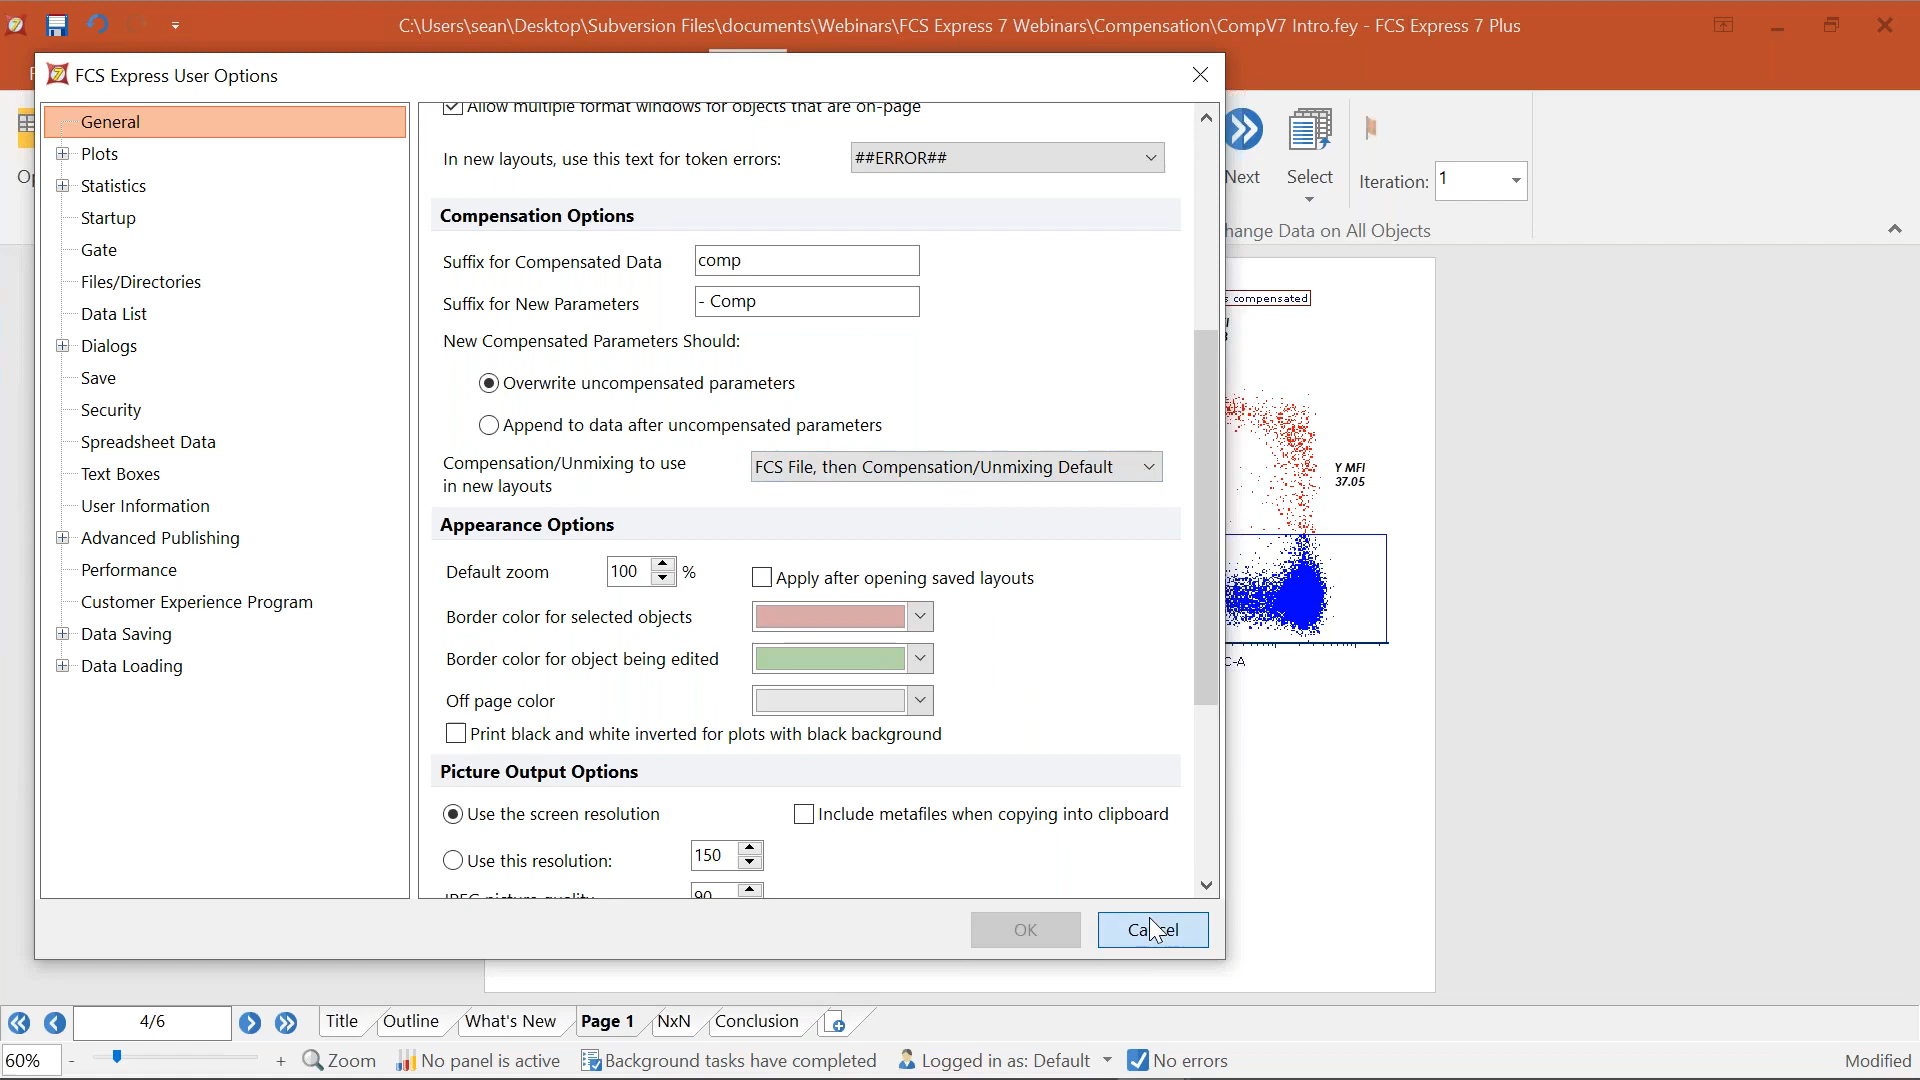 C:\Users\sean\Desktop\Subversion Files\documents\Webinars\FCS Express 7 Webinars\Compensation\CompV7 Intro.fey - FCS Express 7 Plus
FCS Express User Options
General
Plots
Statistics
Startup
Gate
Files/Directories
Data List
Dialogs
Save
Security
Spreadsheet Data
Text Boxes
User Information
Advanced Publishing
Performance
Customer Experience Program
Data Saving
Data Loading
Allow multiple format windows for objects that are on-page
In new layouts, use this text for token errors: ##ERROR##
Compensation Options
Suffix for Compensated Data comp
Suffix for New Parameters - Comp
New Compensated Parameters Should:
Overwrite uncompensated parameters
Append to data after uncompensated parameters
Compensation/Unmixing to use
in new layouts
FCS File, then Compensation/Unmixing Default
Appearance Options
Default zoom 100 % Apply after opening saved layouts
Border color for selected objects
Border color for object being edited
Off page color
Print black and white inverted for plots with black background
Picture Output Options
Use the screen resolution Include metafiles when copying into clipboard
Use this resolution: 150
JPEG picture quality 90
OK Cancel
Next Select Iteration: 1
hange Data on All Objects
s compensated
Y MFI
37.05
C-A
4/6 Title Outline What's New Page 1 NxN Conclusion
60% - + Zoom No panel is active Background tasks have completed Logged in as: Default No errors Modified